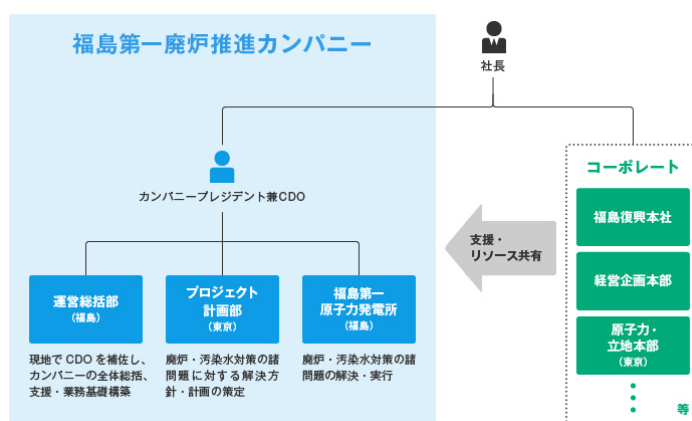 福島第一廃炉推進カンパニー
社長
カンパニープレジデント兼CDO
運営総括部
（福島）
現地で CDO を補佐し、
カンパニーの全体総括、
支援・業務基礎構築
プロジェクト
計画部
（東京）
廃炉・汚染水対策の諸
問題に対する解決方
針・計画の策定
福島第一
原子力発電所
（福島）
廃炉・汚染水対策の諸
問題の解決・実行
支援・
リソース共有
コーポレート
福島復興本社
経営企画本部
原子力・
立地本部
（東京）
等